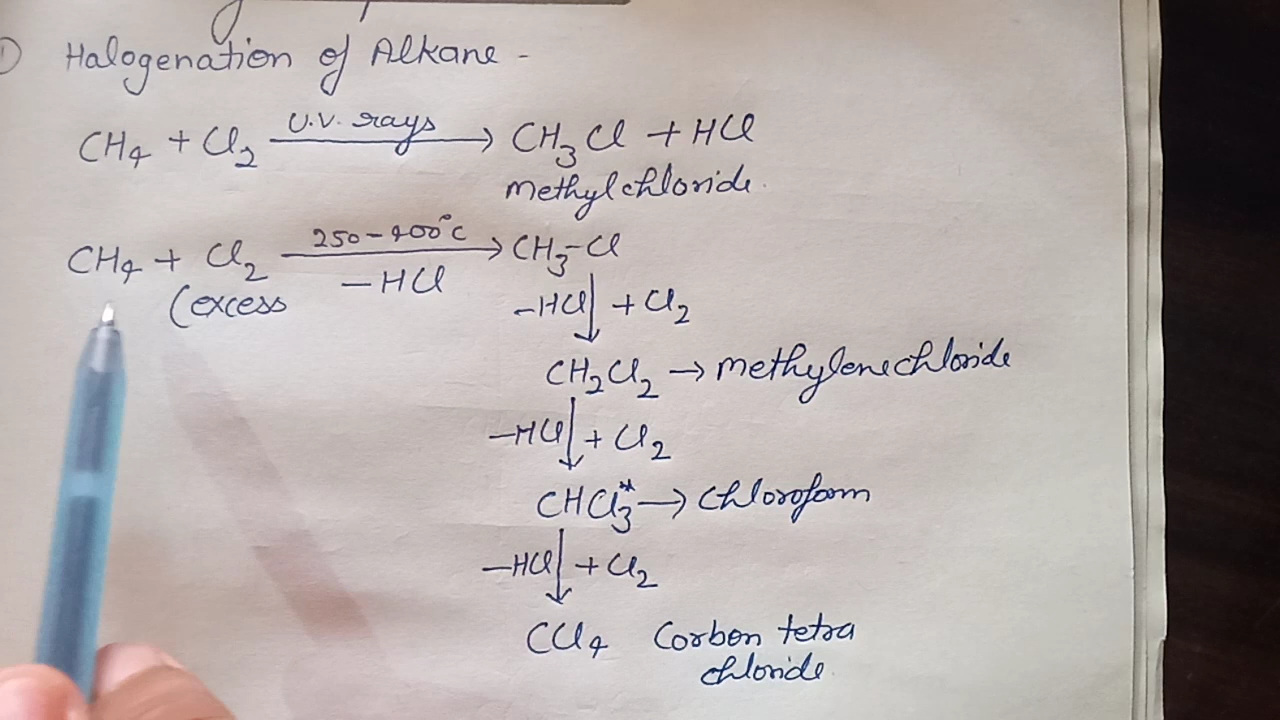 Halogenation of Alkane -
CH4 + Cl2 U.V. rays → CH3Cl + HCl
methylchloride.
CH4 + Cl2 250-400°C → CH3-Cl
(excess -HCl
-HCl ↓ + Cl2
CH2Cl2 → methylenechloride
-HCl ↓ + Cl2
CHCl3* → chloroform
-HCl ↓ + Cl2
CCl4 Corbon tetra
chloride